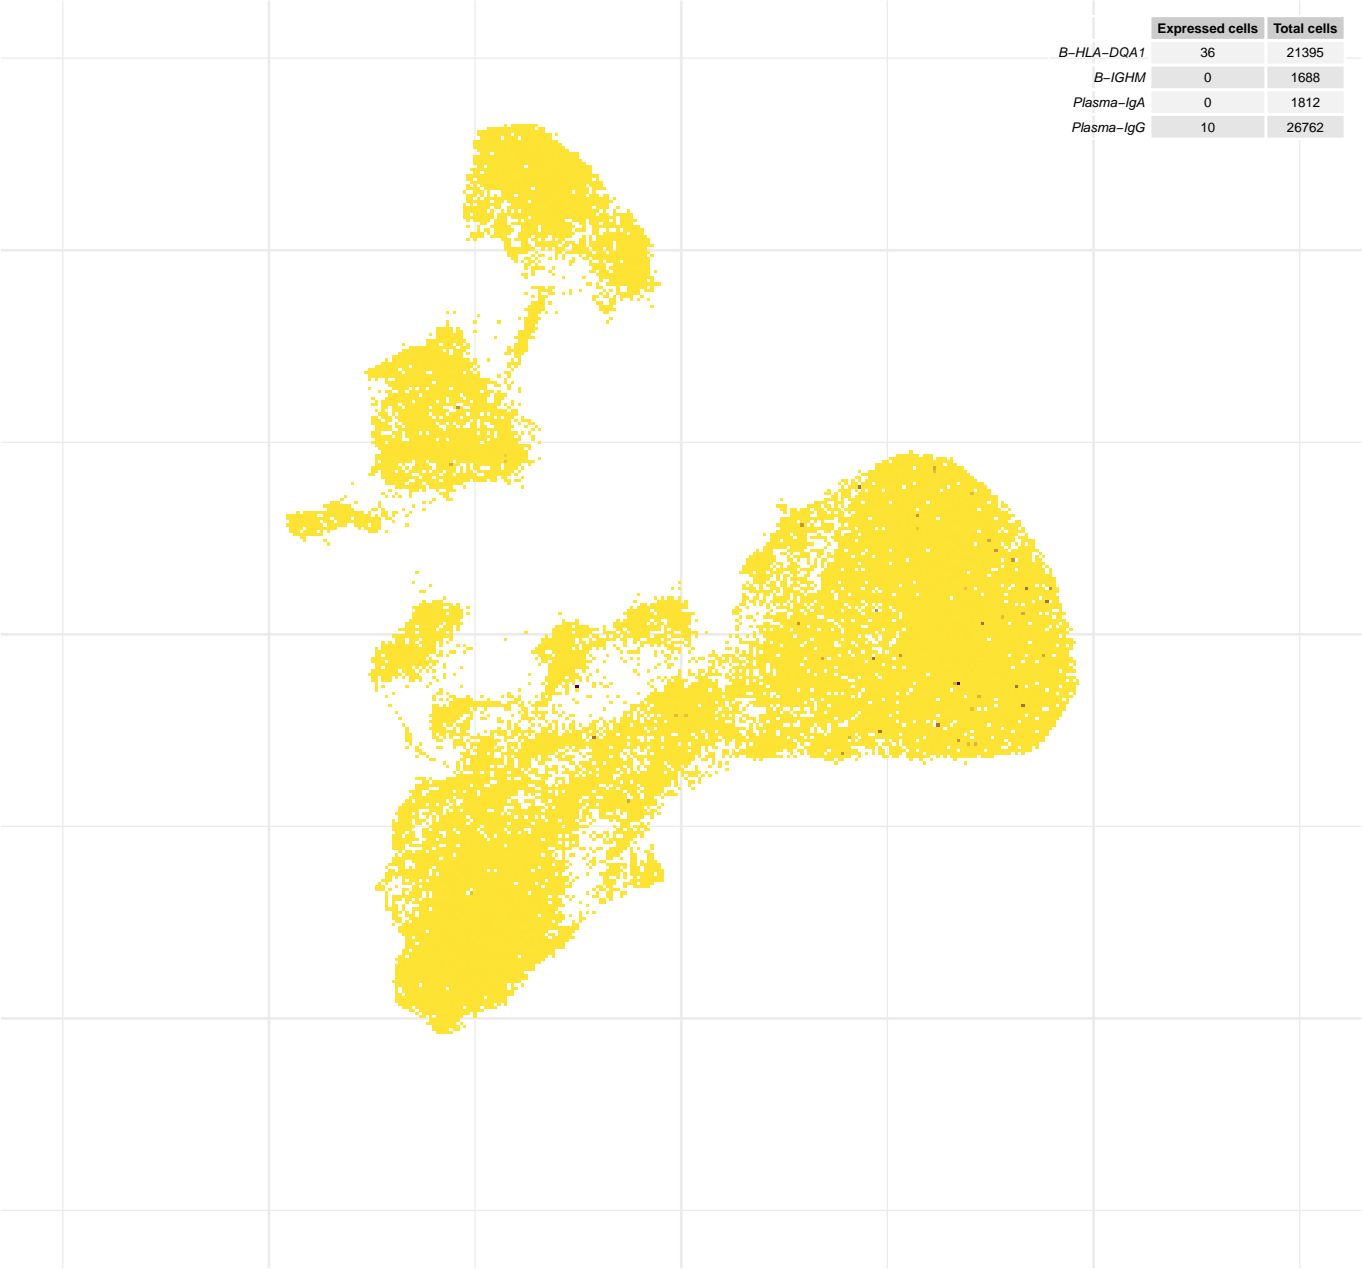 Expressed cells Total cells
B−HLA−DQA1 36 21395
B−IGHM 0 1688
Plasma−IgA 0 1812
Plasma−IgG 10 26762